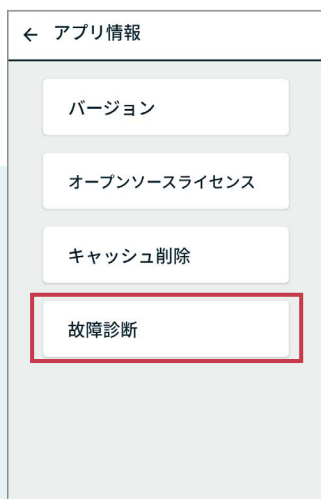 ← アプリ情報
バージョン
オープンソースライセンス
キャッシュ削除
故障診断